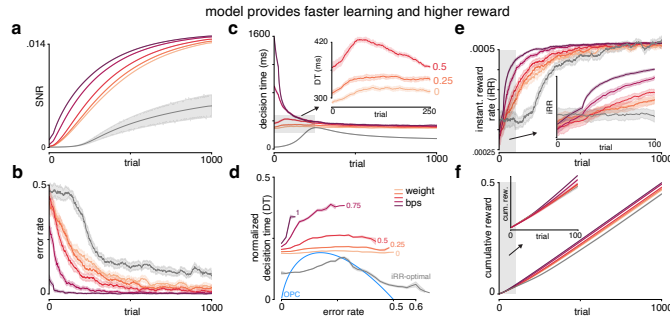 model provides faster learning and higher reward
a
.014
SNR
0
0
trial
1000
b
0.5
error rate
0
0
trial
1000
c
1600
decision time (ms)
0
0
trial
1000
420
DT (ms)
300
0
trial
250
0.5
0.25
0
d
0.5
normalized
decisition time (DT)
0
0
error rate
0.6
1
0.75
0.5
0.25
0
weight
bps
iRR-optimal
OPC
e
.0005
instant. reward
rate (iRR)
.00025
0
trial
1000
iRR
0
trial
100
f
0.5
cumulative reward
0
0
trial
1000
cum. rew.
0
trial
100